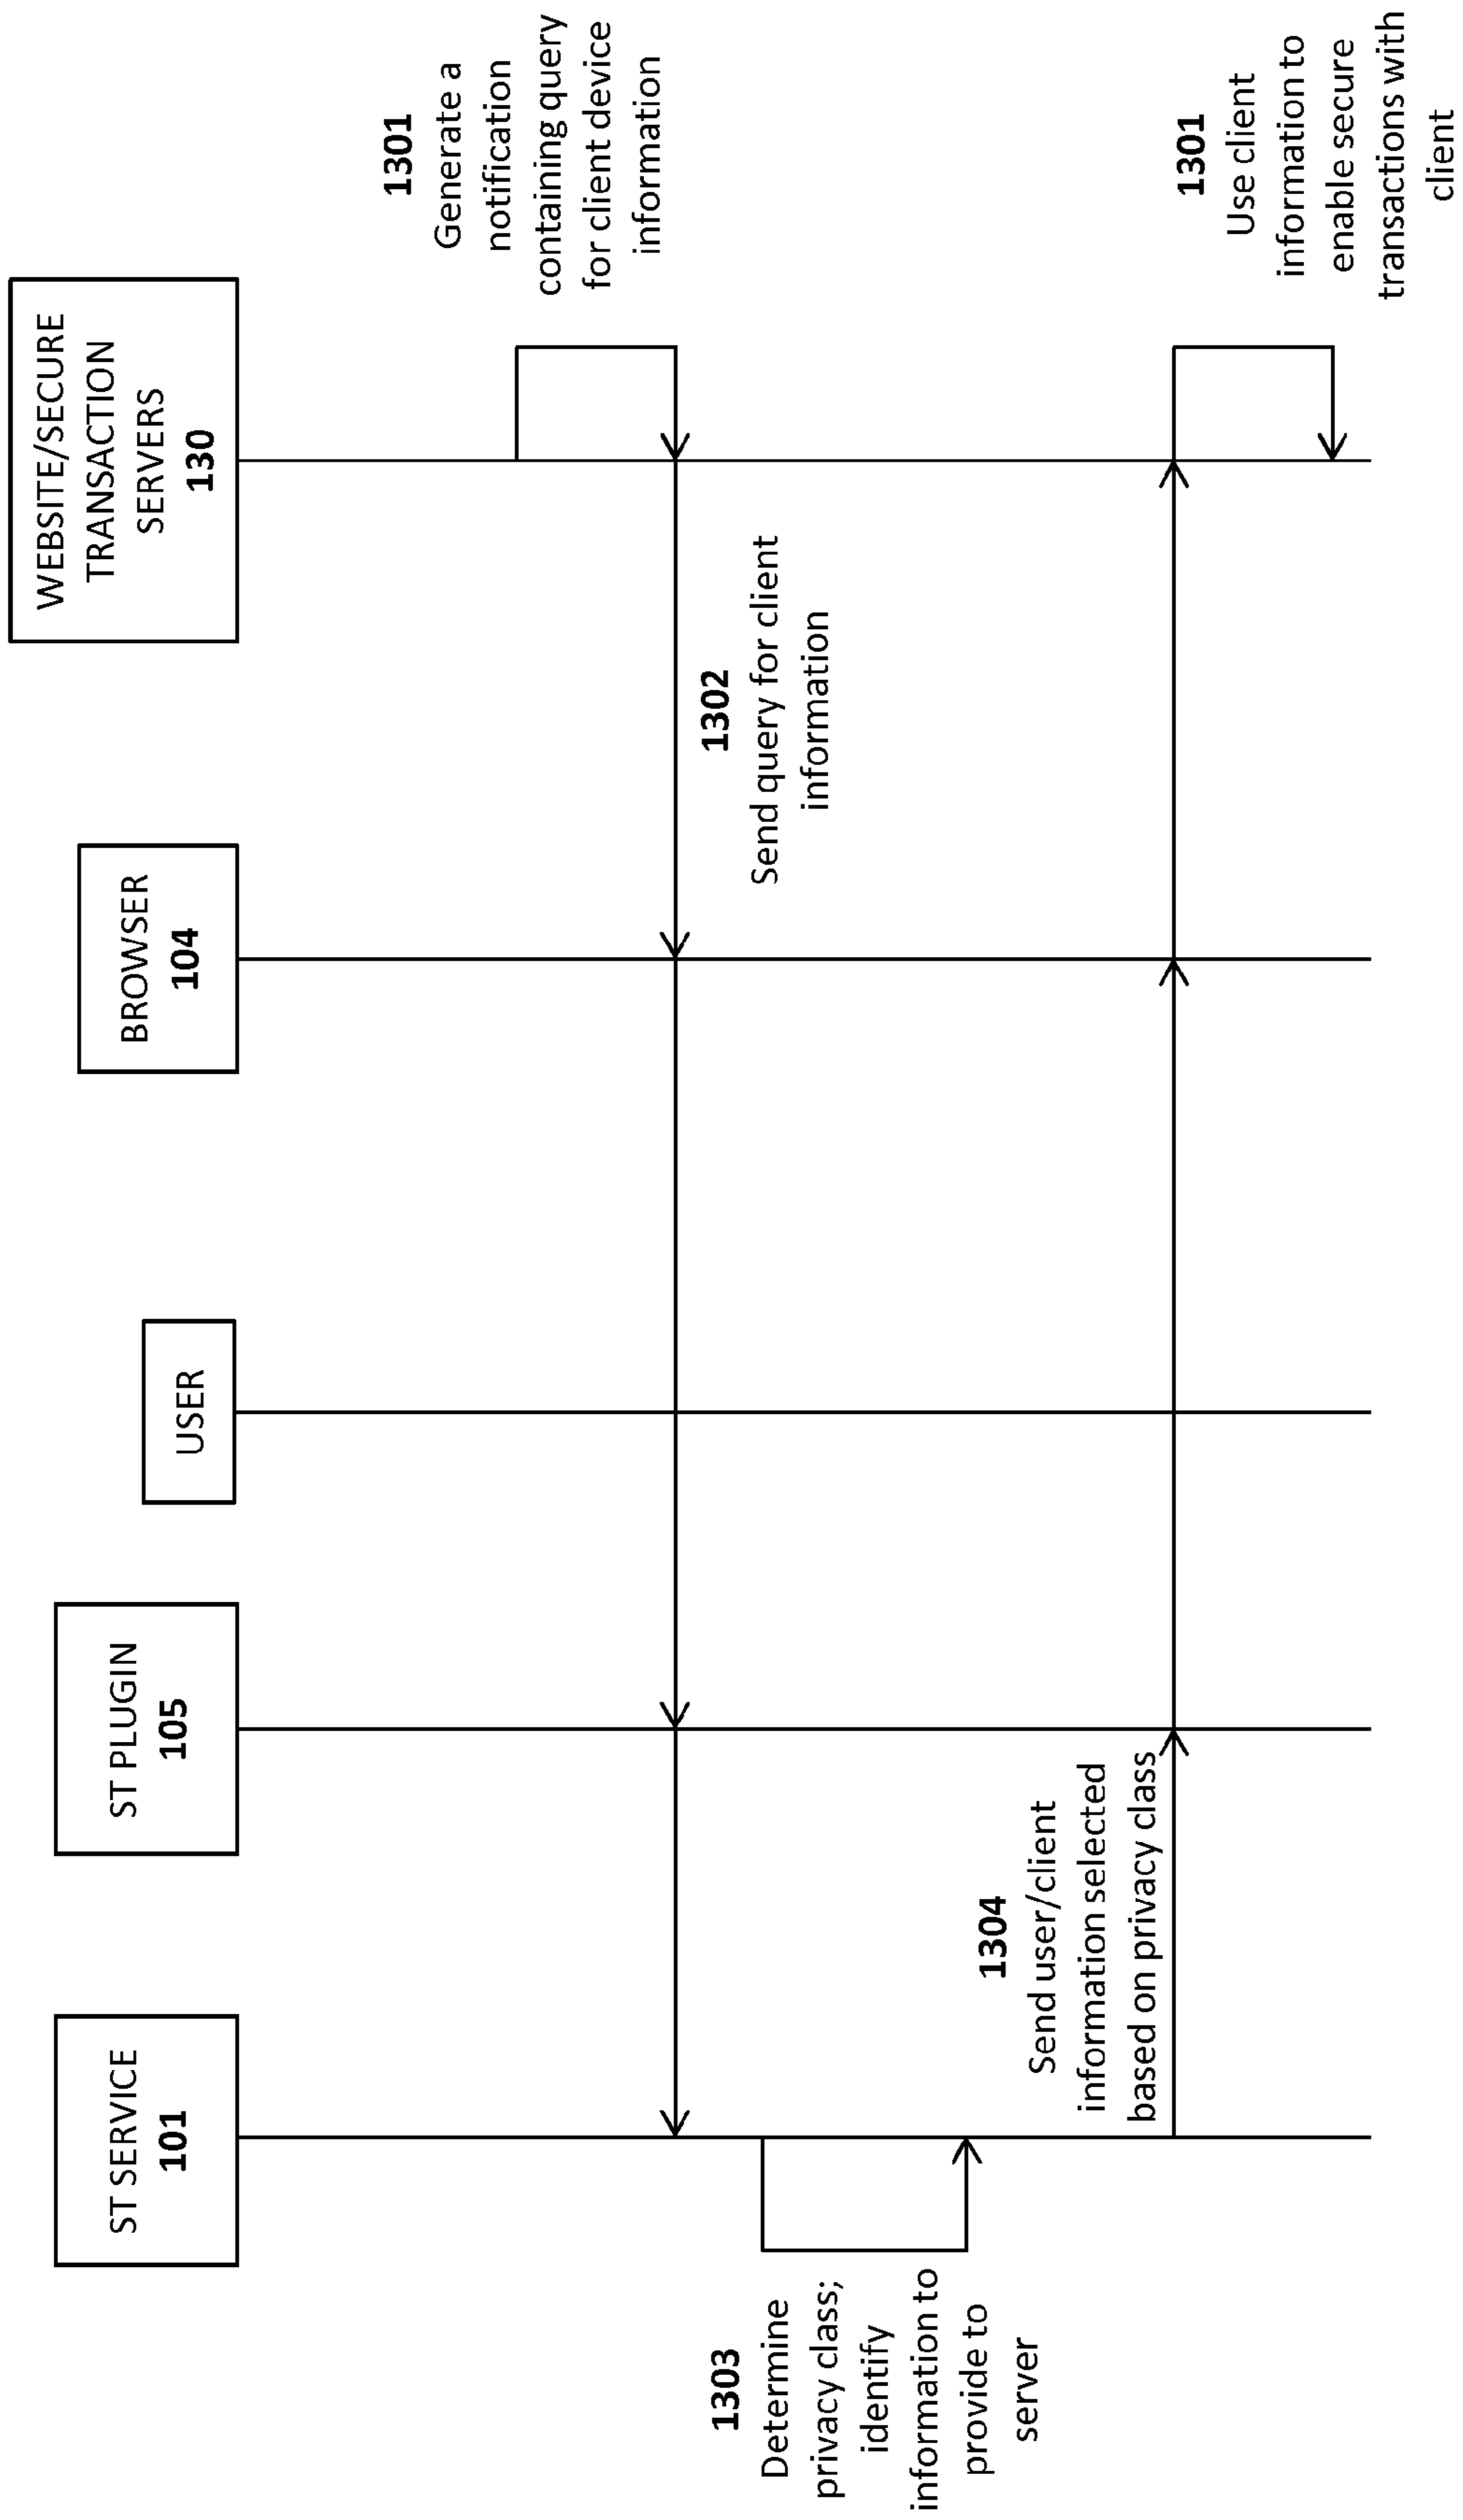 ST SERVICE
101
ST PLUGIN
105
USER
BROWSER
104
WEBSITE/SECURE
TRANSACTION
SERVERS
130
1301
Generate a
notification
containing query
for client device
information
1302
Send query for client
information
1303
Determine
privacy class;
identify
information to
provide to
server
1304
Send user/client
information selected
based on privacy class
1301
Use client
information to
enable secure
transactions with
client